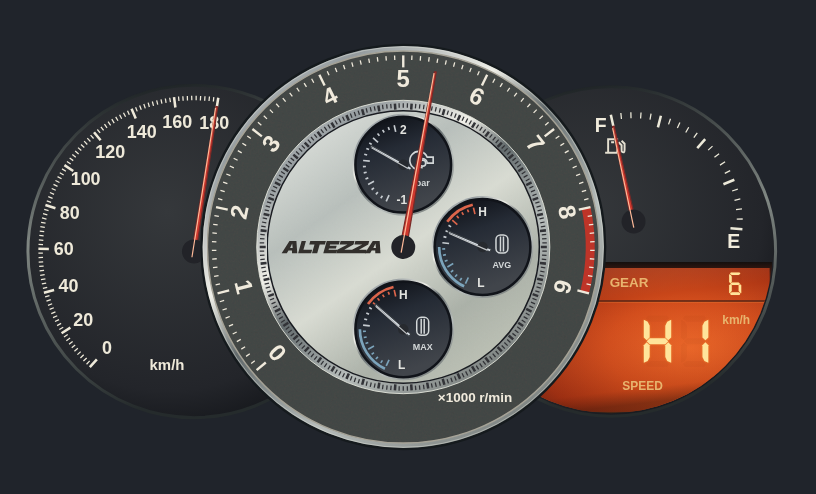 0
20
40
60
80
100
120
140
160
180
km/h
0
1
2
3
4
5
6
7
8
9
×1000 r/min
ALTEZZA
2
-1
bar
H
L
AVG
H
L
MAX
F
E
GEAR
6
HI
km/h
SPEED